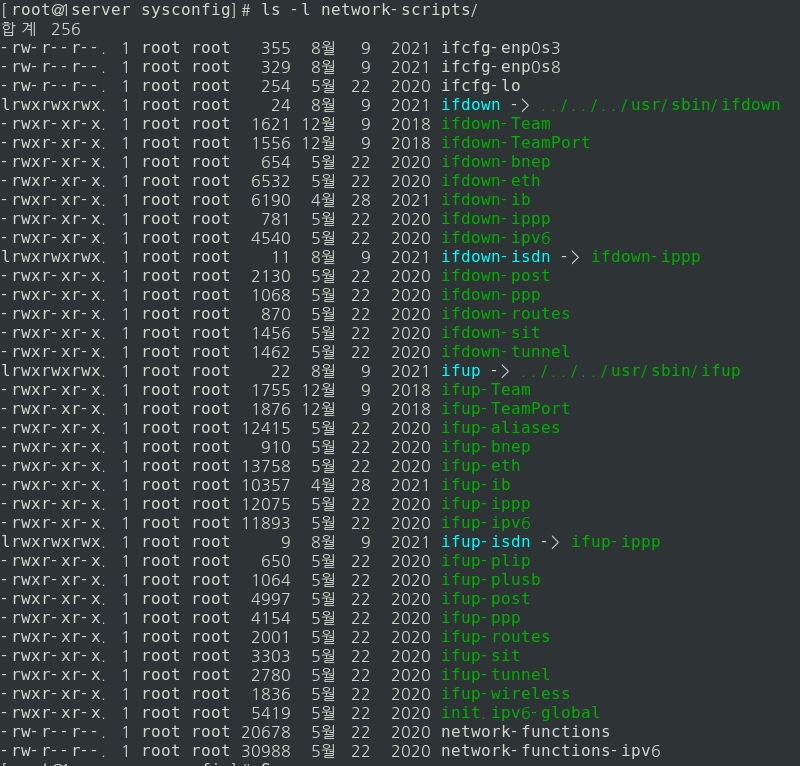 [root@1server sysconfig]# ls -l network-scripts/
합계 256
-rw-r--r--. 1 root root 355 8월 9 2021 ifcfg-enp0s3
-rw-r--r--. 1 root root 329 8월 9 2021 ifcfg-enp0s8
-rw-r--r--. 1 root root 254 5월 22 2020 ifcfg-lo
lrwxrwxrwx. 1 root root 24 8월 9 2021 ifdown -> ../../../usr/sbin/ifdown
-rwxr-xr-x. 1 root root 1621 12월 9 2018 ifdown-Team
-rwxr-xr-x. 1 root root 1556 12월 9 2018 ifdown-TeamPort
-rwxr-xr-x. 1 root root 654 5월 22 2020 ifdown-bnep
-rwxr-xr-x. 1 root root 6532 5월 22 2020 ifdown-eth
-rwxr-xr-x. 1 root root 6190 4월 28 2021 ifdown-ib
-rwxr-xr-x. 1 root root 781 5월 22 2020 ifdown-ippp
-rwxr-xr-x. 1 root root 4540 5월 22 2020 ifdown-ipv6
lrwxrwxrwx. 1 root root 11 8월 9 2021 ifdown-isdn -> ifdown-ippp
-rwxr-xr-x. 1 root root 2130 5월 22 2020 ifdown-post
-rwxr-xr-x. 1 root root 1068 5월 22 2020 ifdown-ppp
-rwxr-xr-x. 1 root root 870 5월 22 2020 ifdown-routes
-rwxr-xr-x. 1 root root 1456 5월 22 2020 ifdown-sit
-rwxr-xr-x. 1 root root 1462 5월 22 2020 ifdown-tunnel
lrwxrwxrwx. 1 root root 22 8월 9 2021 ifup -> ../../../usr/sbin/ifup
-rwxr-xr-x. 1 root root 1755 12월 9 2018 ifup-Team
-rwxr-xr-x. 1 root root 1876 12월 9 2018 ifup-TeamPort
-rwxr-xr-x. 1 root root 12415 5월 22 2020 ifup-aliases
-rwxr-xr-x. 1 root root 910 5월 22 2020 ifup-bnep
-rwxr-xr-x. 1 root root 13758 5월 22 2020 ifup-eth
-rwxr-xr-x. 1 root root 10357 4월 28 2021 ifup-ib
-rwxr-xr-x. 1 root root 12075 5월 22 2020 ifup-ippp
-rwxr-xr-x. 1 root root 11893 5월 22 2020 ifup-ipv6
lrwxrwxrwx. 1 root root 9 8월 9 2021 ifup-isdn -> ifup-ippp
-rwxr-xr-x. 1 root root 650 5월 22 2020 ifup-plip
-rwxr-xr-x. 1 root root 1064 5월 22 2020 ifup-plusb
-rwxr-xr-x. 1 root root 4997 5월 22 2020 ifup-post
-rwxr-xr-x. 1 root root 4154 5월 22 2020 ifup-ppp
-rwxr-xr-x. 1 root root 2001 5월 22 2020 ifup-routes
-rwxr-xr-x. 1 root root 3303 5월 22 2020 ifup-sit
-rwxr-xr-x. 1 root root 2780 5월 22 2020 ifup-tunnel
-rwxr-xr-x. 1 root root 1836 5월 22 2020 ifup-wireless
-rwxr-xr-x. 1 root root 5419 5월 22 2020 init.ipv6-global
-rw-r--r--. 1 root root 20678 5월 22 2020 network-functions
-rw-r--r--. 1 root root 30988 5월 22 2020 network-functions-ipv6